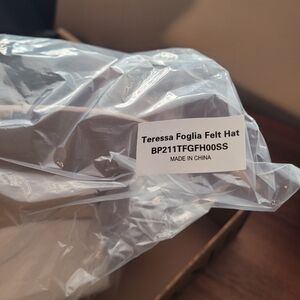 Teressa Foglia Felt Hat
BP211TFGFH00SS
MADE IN CHINA